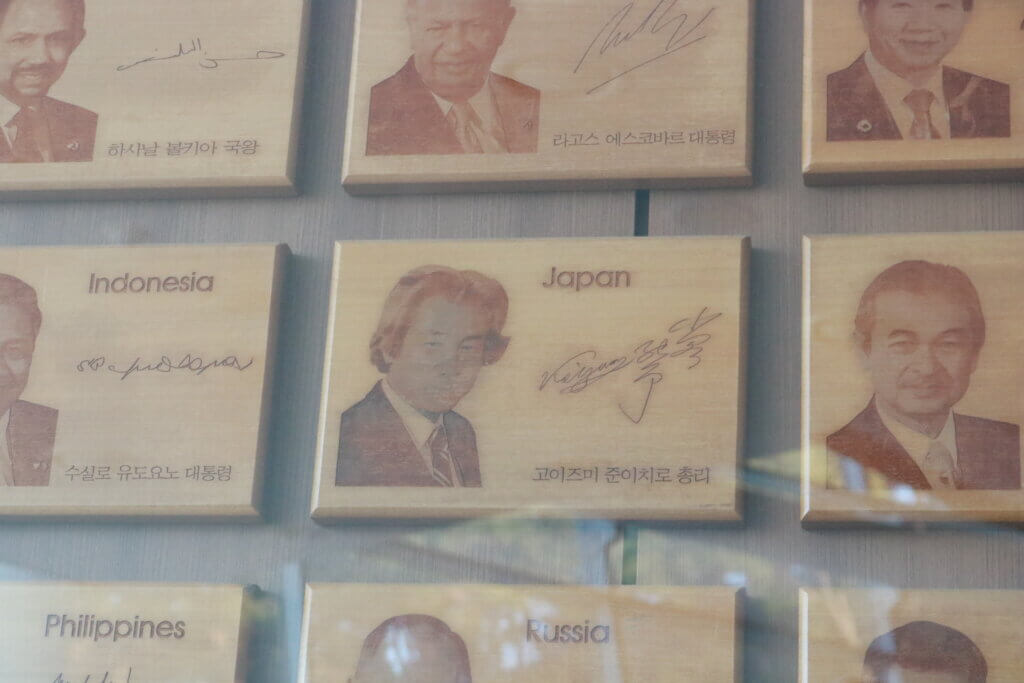 하사날 볼키아 국왕
라고스 에스코바르 대통령
Indonesia
수실로 유도요노 대통령
Japan
고이즈미 준이치로 총리
Philippines
Russia